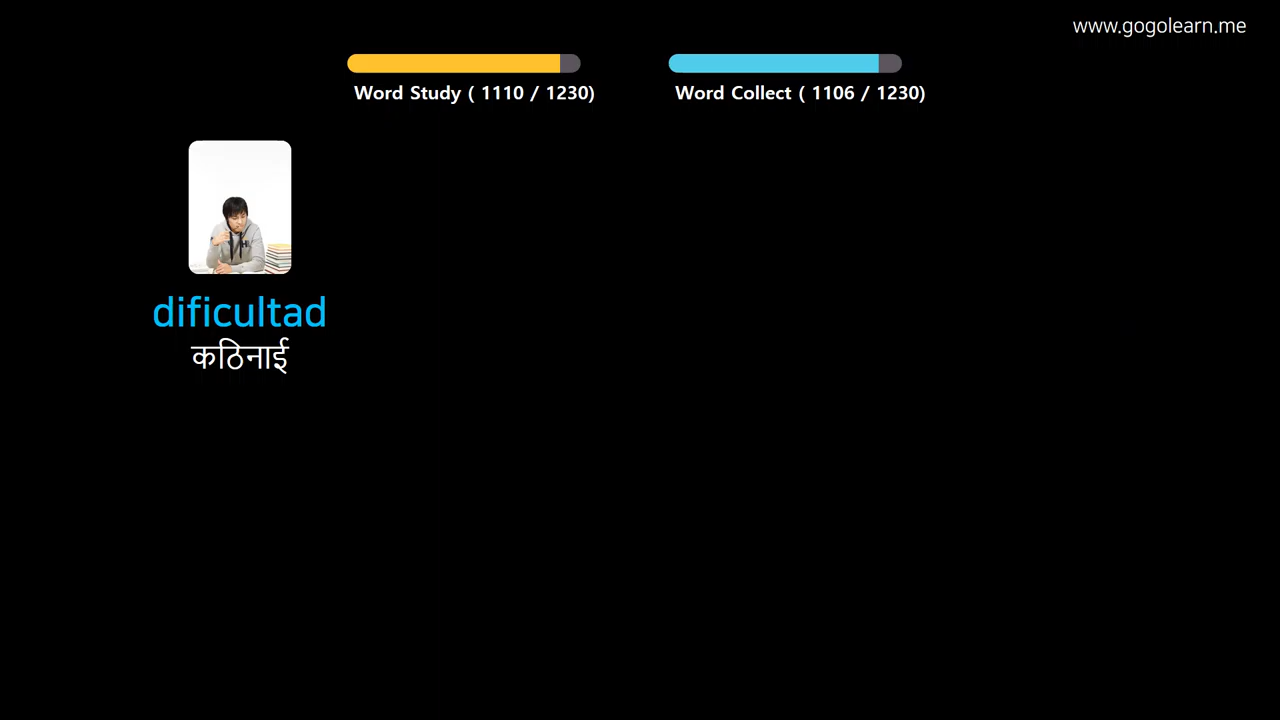 www.gogolearn.me
Word Study ( 1110 / 1230)
Word Collect ( 1106 / 1230)
dificultad
कठिनाई